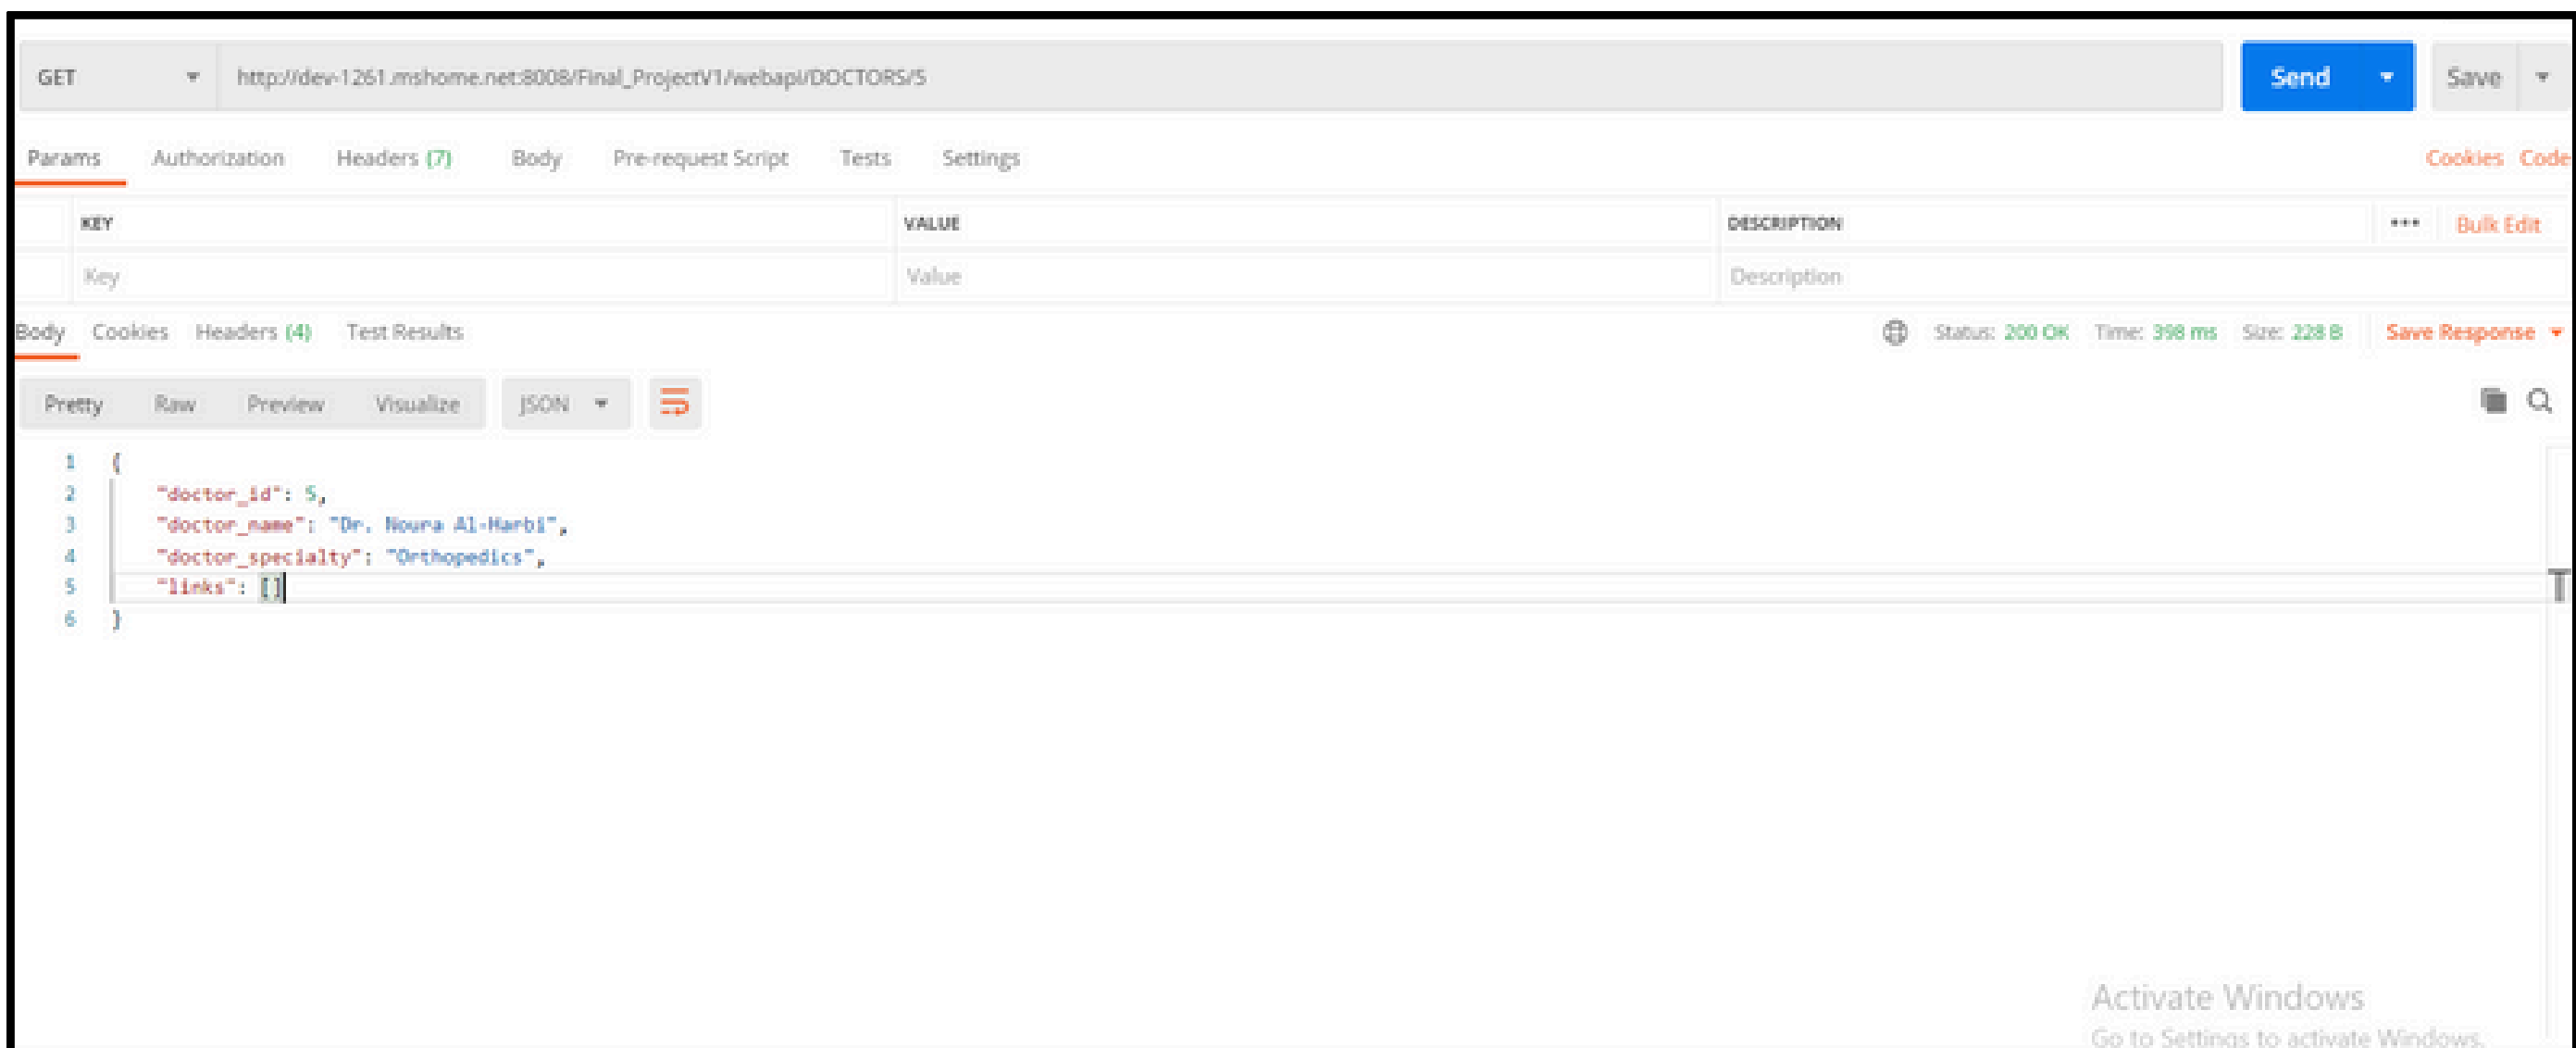 GET http://dev-1261.mshome.net:8008/Final_ProjectV1/webapi/DOCTORS/5 Send Save
Params Authorization Headers (7) Body Pre-request Script Tests Settings Cookies Code
KEY VALUE DESCRIPTION ••• Bulk Edit
Key Value Description
Body Cookies Headers (4) Test Results Status: 200 OK Time: 398 ms Size: 228 B Save Response
Pretty Raw Preview Visualize JSON
1 {
2 "doctor_id": 5,
3 "doctor_name": "Dr. Noura Al-Harbi",
4 "doctor_specialty": "Orthopedics",
5 "links": []
6 }
Activate Windows
Go to Settings to activate Windows.